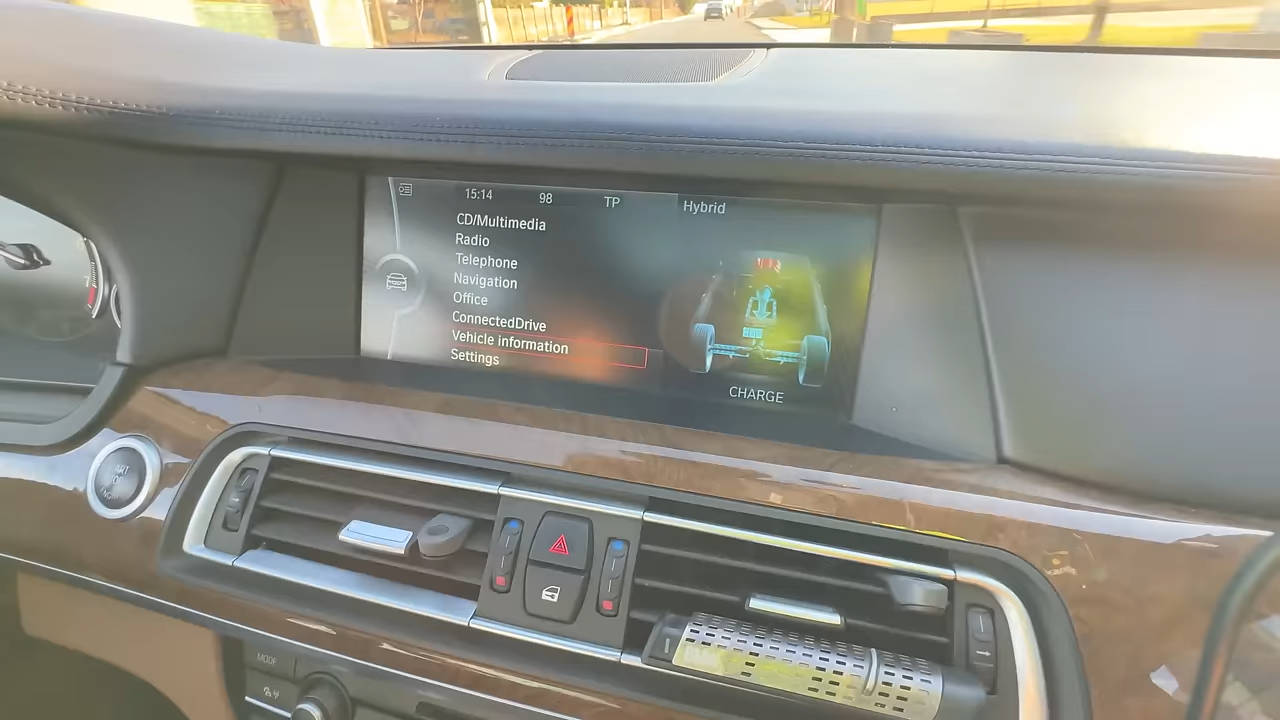 15:14 98 TP Hybrid
CD/Multimedia
Radio
Telephone
Navigation
Office
ConnectedDrive
Vehicle information
Settings
CHARGE
MODE